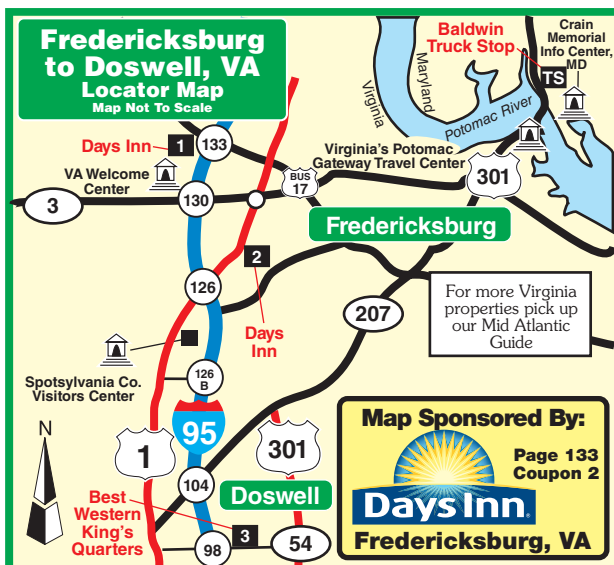 Fredericksburg
to Doswell, VA
Locator Map
Map Not To Scale
Baldwin
Truck Stop
Crain
Memorial
Info Center,
MD
TS
Virginia
Maryland
Potomac River
Days Inn
1
133
VA Welcome
Center
BUS
17
Virginia's Potomac
Gateway Travel Center
301
3
130
Fredericksburg
2
126
Days
Inn
207
For more Virginia
properties pick up
our Mid Atlantic
Guide
Spotsylvania Co.
Visitors Center
126
B
N
1
95
301
104
Doswell
Best
Western
King's
Quarters
3
98
54
Map Sponsored By:
Page 133
Coupon 2
Days Inn®
Fredericksburg, VA